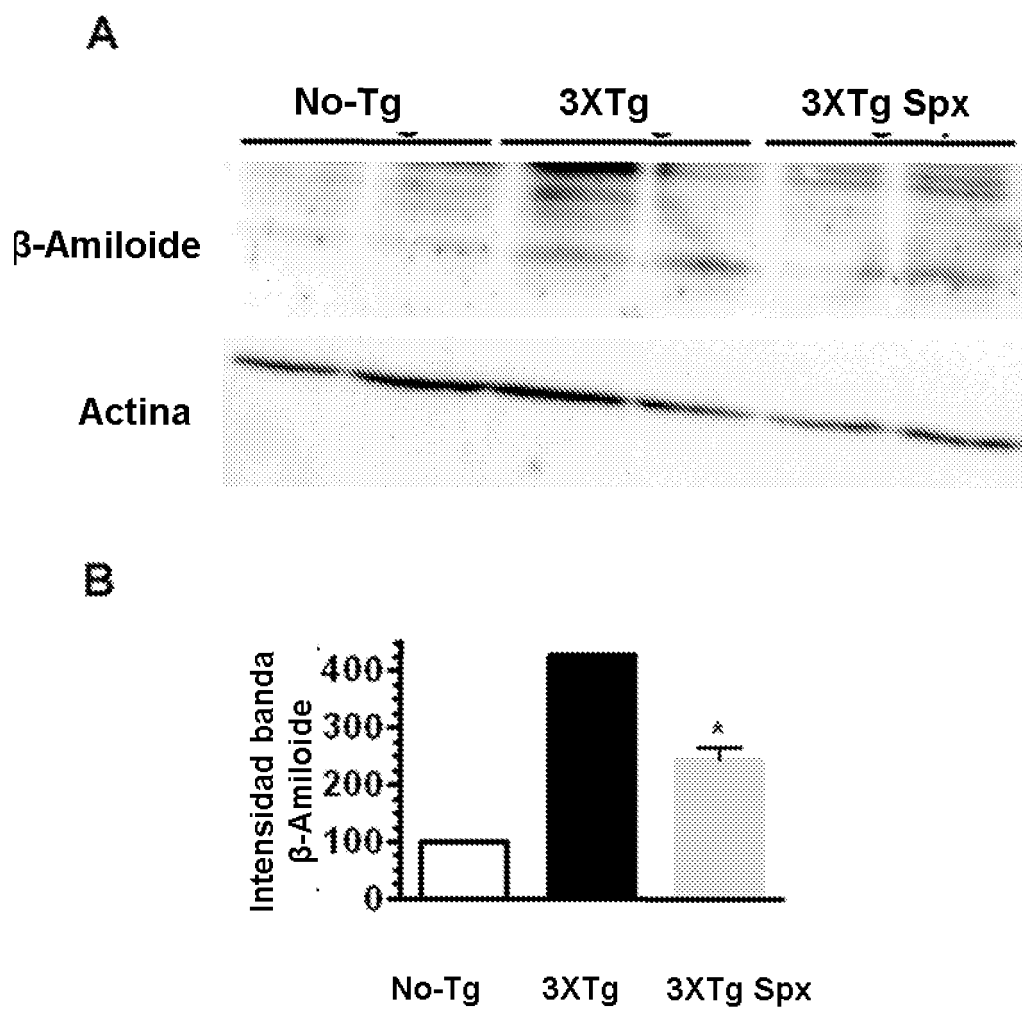 A
No-Tg 3XTg 3XTg Spx
β-Amiloide
Actina
B
Intensidad banda
β-Amiloide
400
300
200
100
0
*
No-Tg 3XTg 3XTg Spx